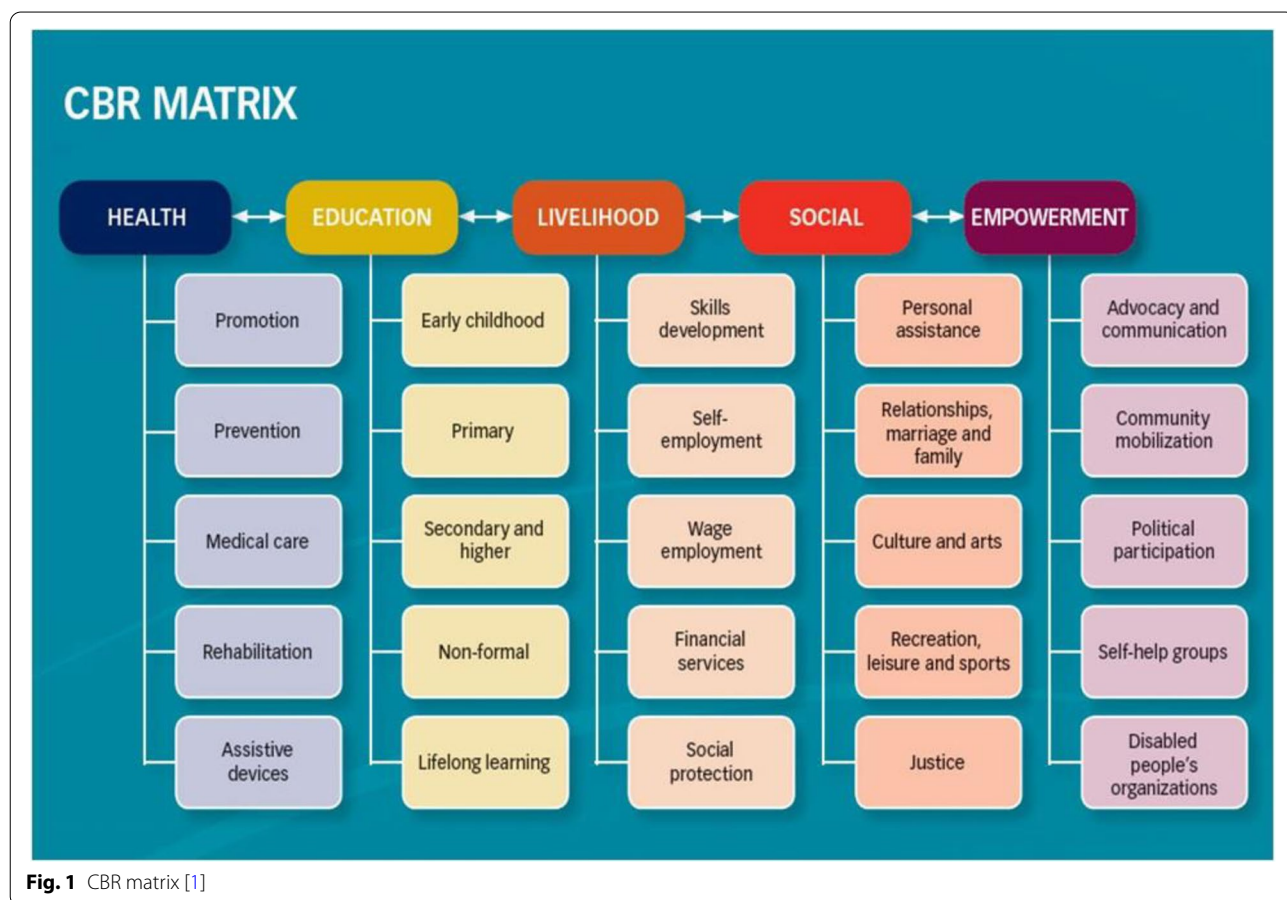 CBR MATRIX
HEALTH
EDUCATION
LIVELIHOOD
SOCIAL
EMPOWERMENT
Promotion
Prevention
Medical care
Rehabilitation
Assistive
devices
Early childhood
Primary
Secondary and
higher
Non-formal
Lifelong learning
Skills
development
Self-
employment
Wage
employment
Financial
services
Social
protection
Personal
assistance
Relationships,
marriage and
family
Culture and arts
Recreation,
leisure and sports
Justice
Advocacy and
communication
Community
mobilization
Political
participation
Self-help groups
Disabled
people's
organizations
Fig. 1 CBR matrix [1]